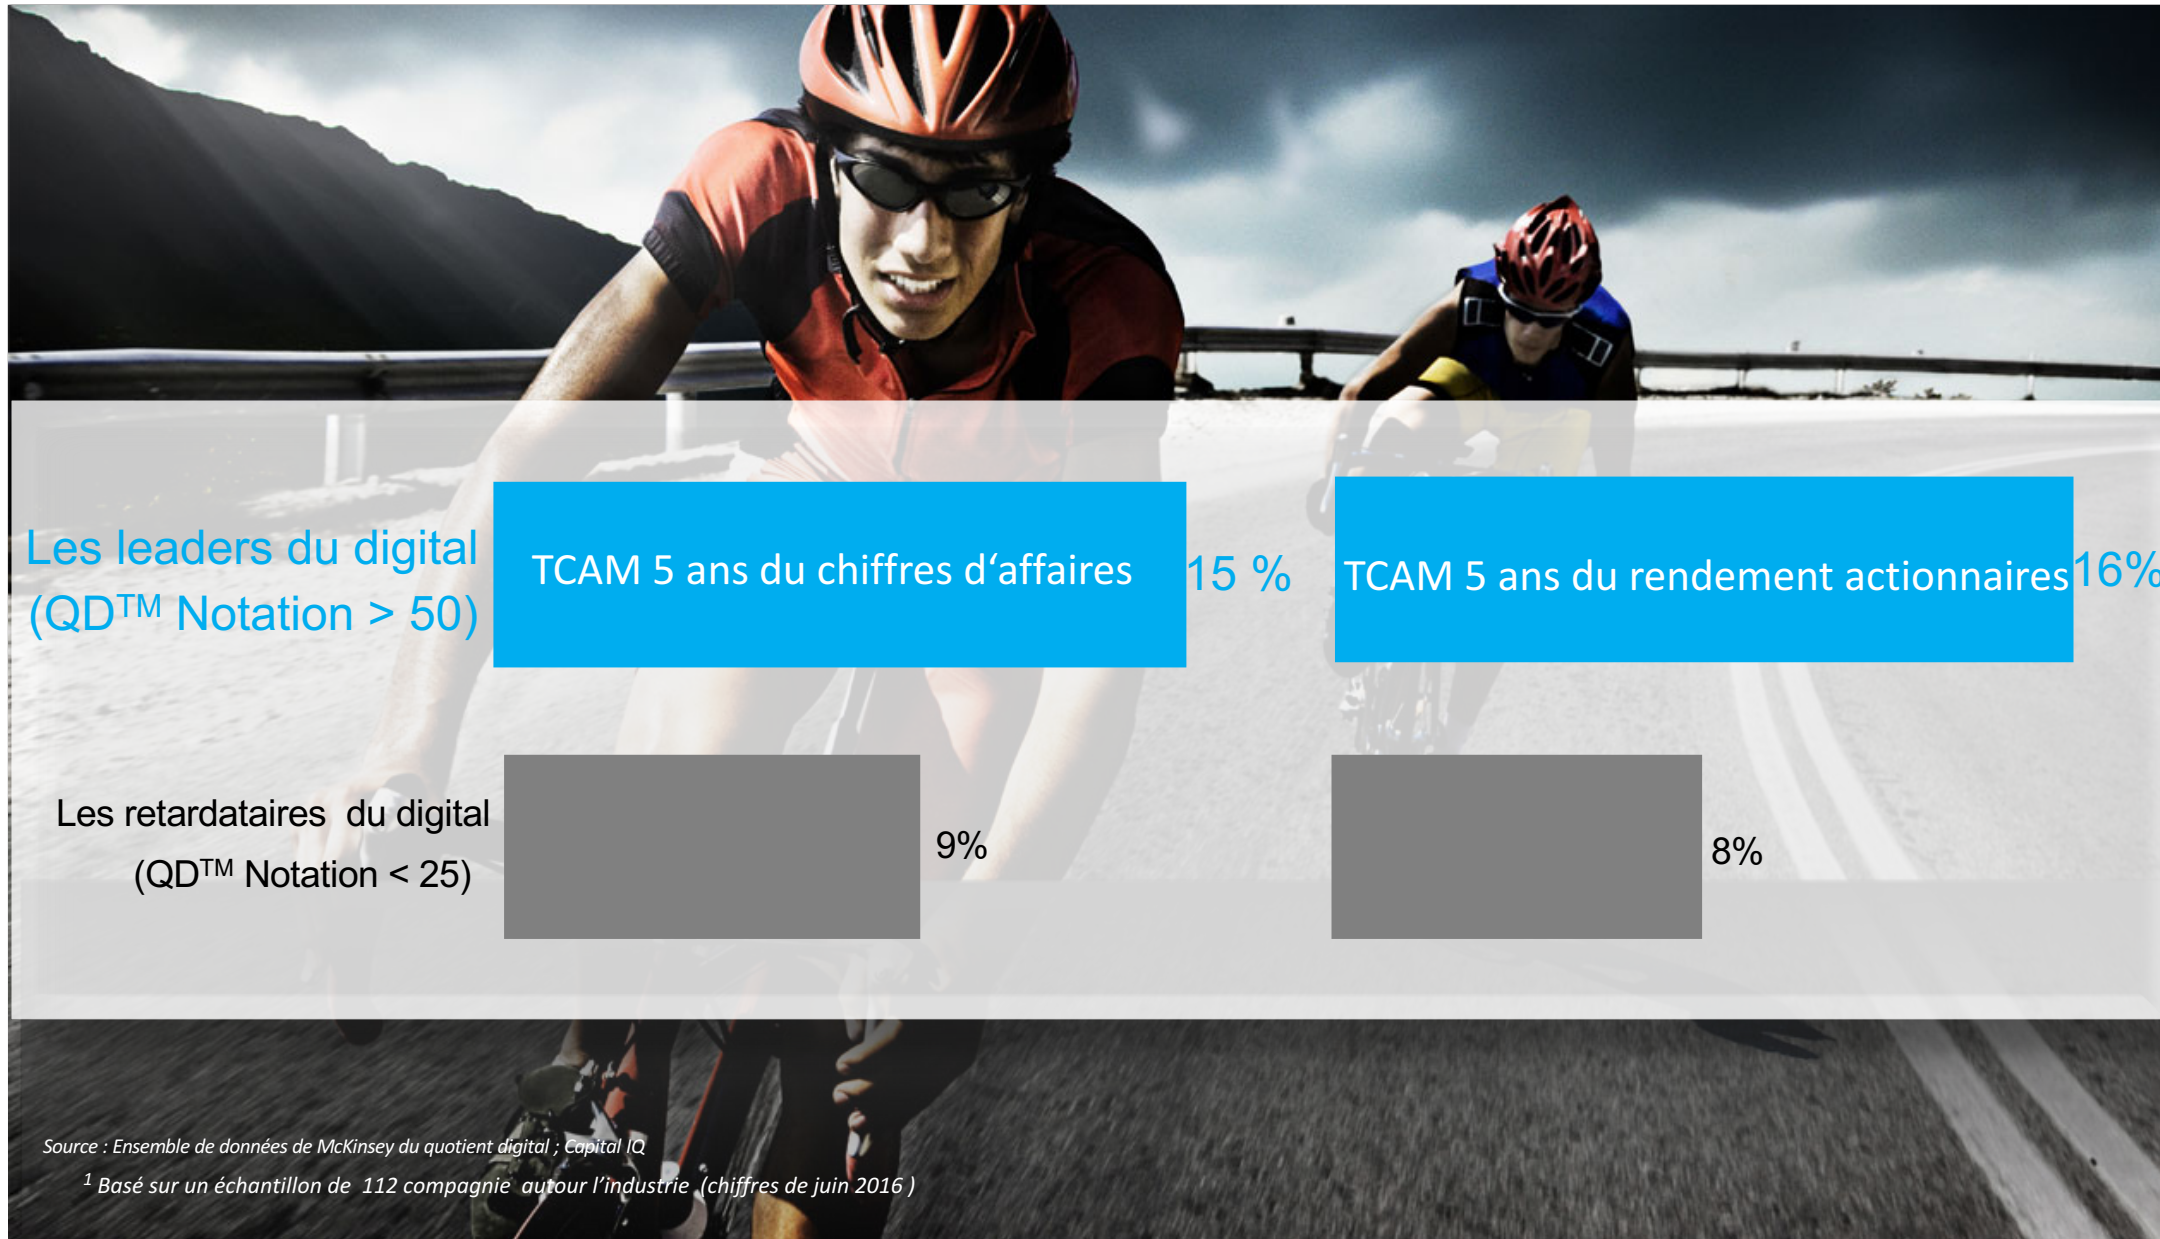 Les leaders du digital
(QD™ Notation > 50)
TCAM 5 ans du chiffres d‘affaires
15 %
TCAM 5 ans du rendement actionnaires
16%
Les retardataires  du digital
(QD™ Notation < 25)
9%
8%
Source : Ensemble de données de McKinsey du quotient digital ; Capital IQ
¹ Basé sur un échantillon de  112 compagnie  autour l’industrie  (chiffres de juin 2016 )